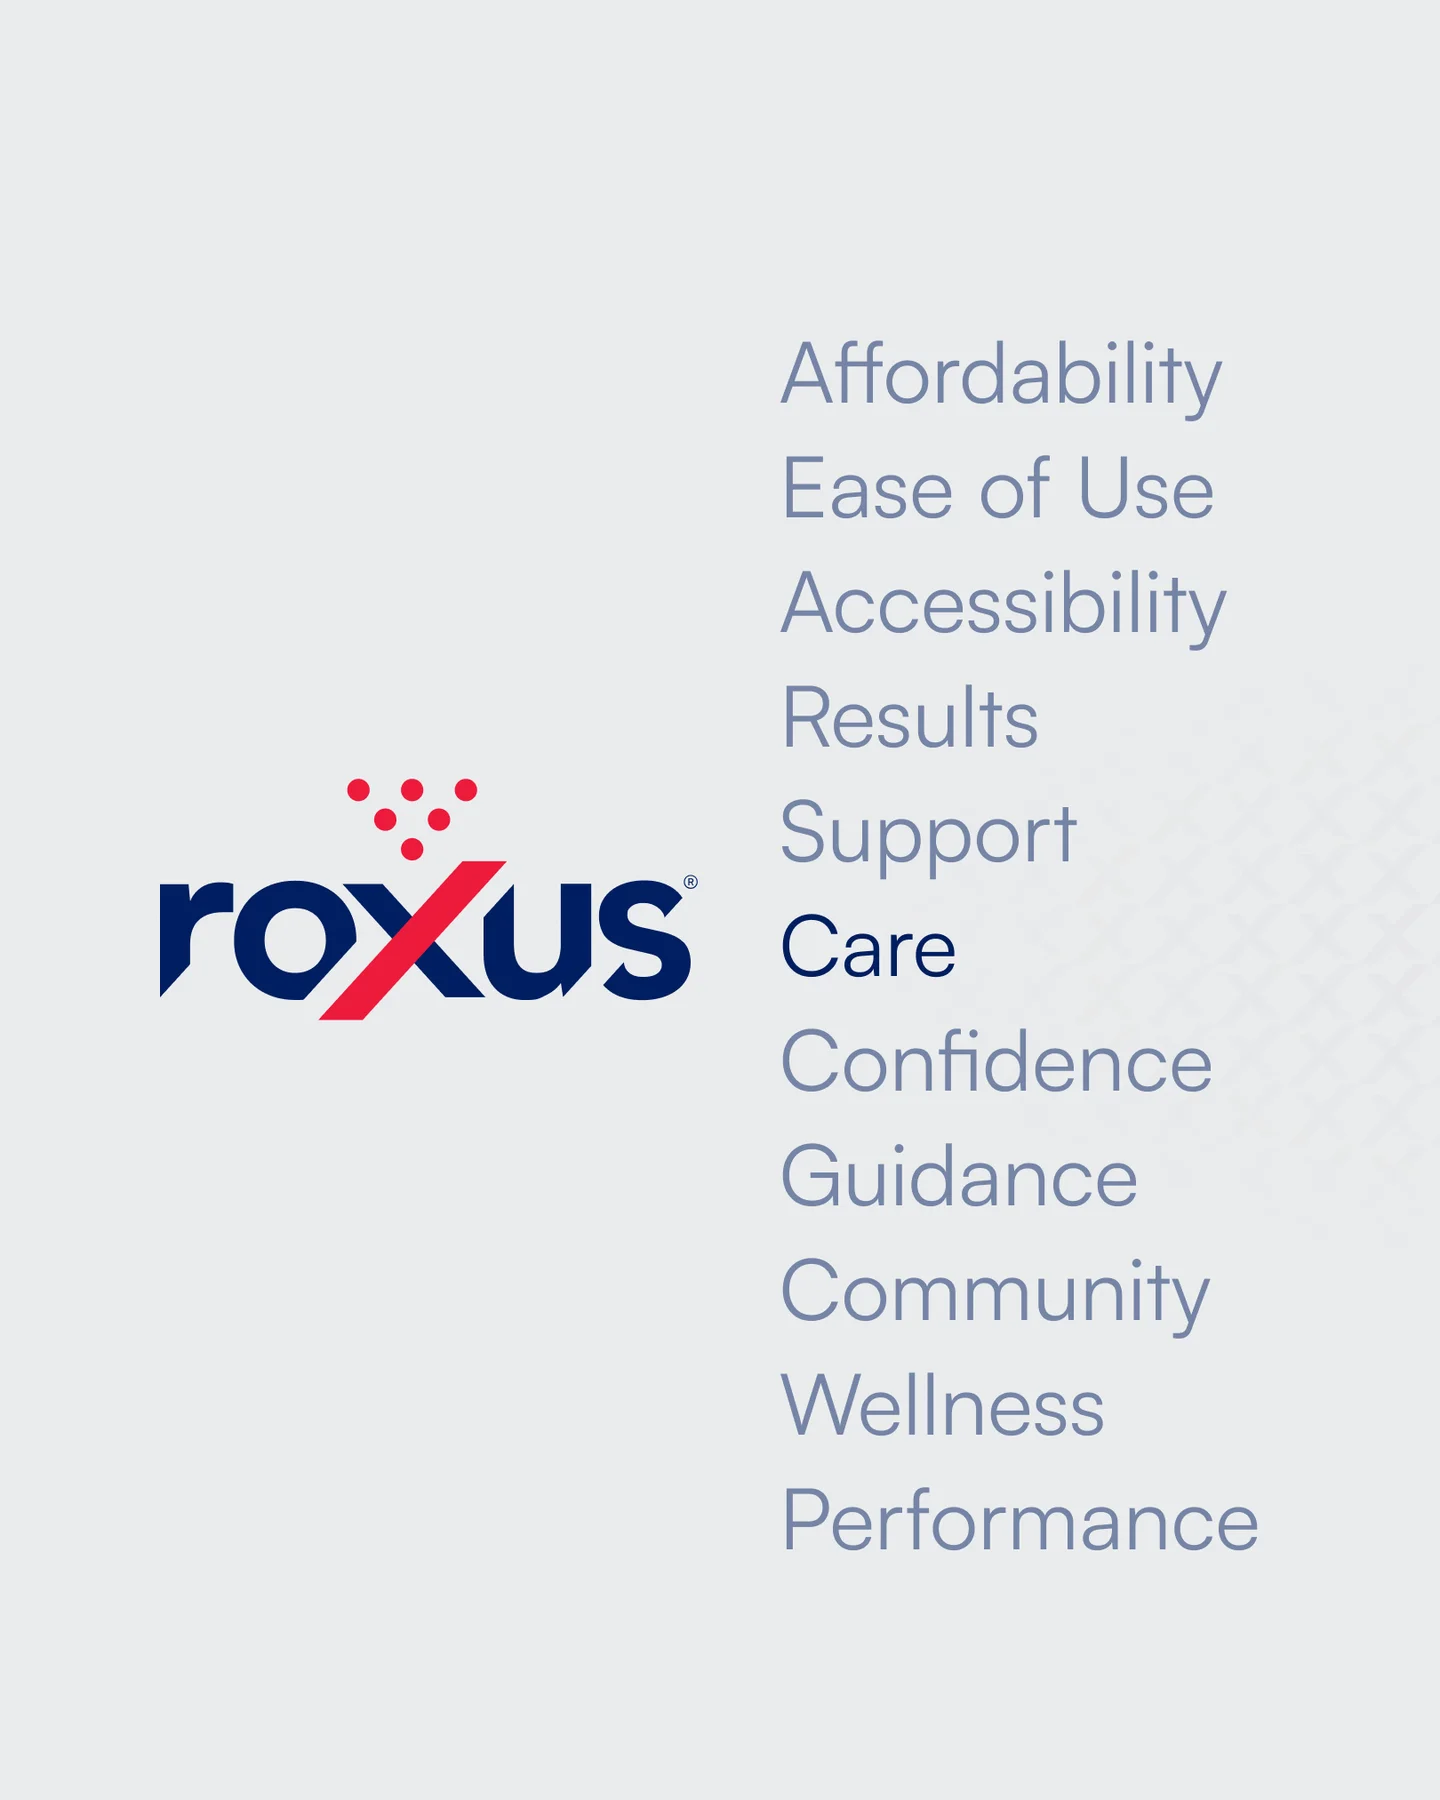 roxus®
Affordability
Ease of Use
Accessibility
Results
Support
Care
Confidence
Guidance
Community
Wellness
Performance